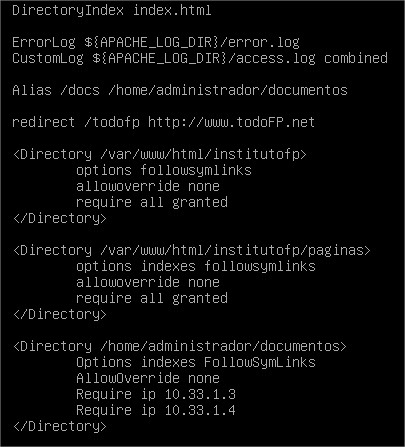 DirectoryIndex index.html
ErrorLog ${APACHE_LOG_DIR}/error.log
CustomLog ${APACHE_LOG_DIR}/access.log combined
Alias /docs /home/administrador/documentos
redirect /todofp http://www.todoFP.net
<Directory /var/www/html/institutofp>
options followsymlinks
allowoverride none
require all granted
</Directory>
<Directory /var/www/html/institutofp/paginas>
options indexes followsymlinks
allowoverride none
require all granted
</Directory>
<Directory /home/administrador/documentos>
Options indexes FollowSymLinks
AllowOverride none
Require ip 10.33.1.3
Require ip 10.33.1.4
</Directory>